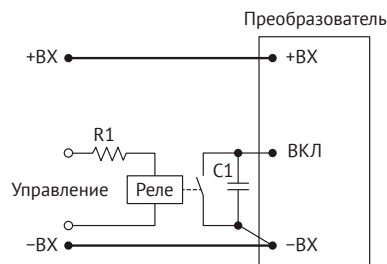 Преобразователь
+ВХ
+ВХ
R1
ВКЛ
C1
Управление
Реле
−ВХ
−ВХ